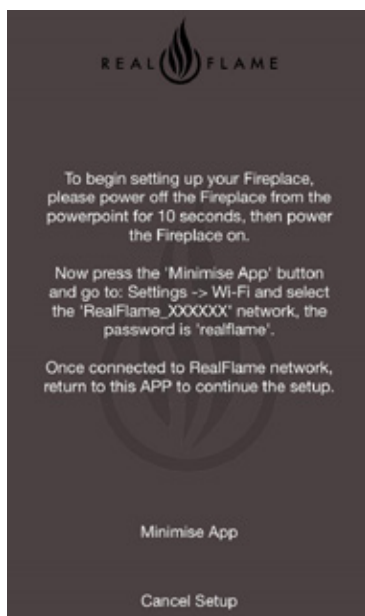 REAL FLAME
To begin setting up your Fireplace,
please power off the Fireplace from the
powerpoint for 10 seconds, then power
the Fireplace on.
Now press the 'Minimise App' button
and go to: Settings -> Wi-Fi and select
the 'RealFlame_XXXXXX' network, the
password is 'realflame'.
Once connected to RealFlame network,
return to this APP to continue the setup.
Minimise App
Cancel Setup